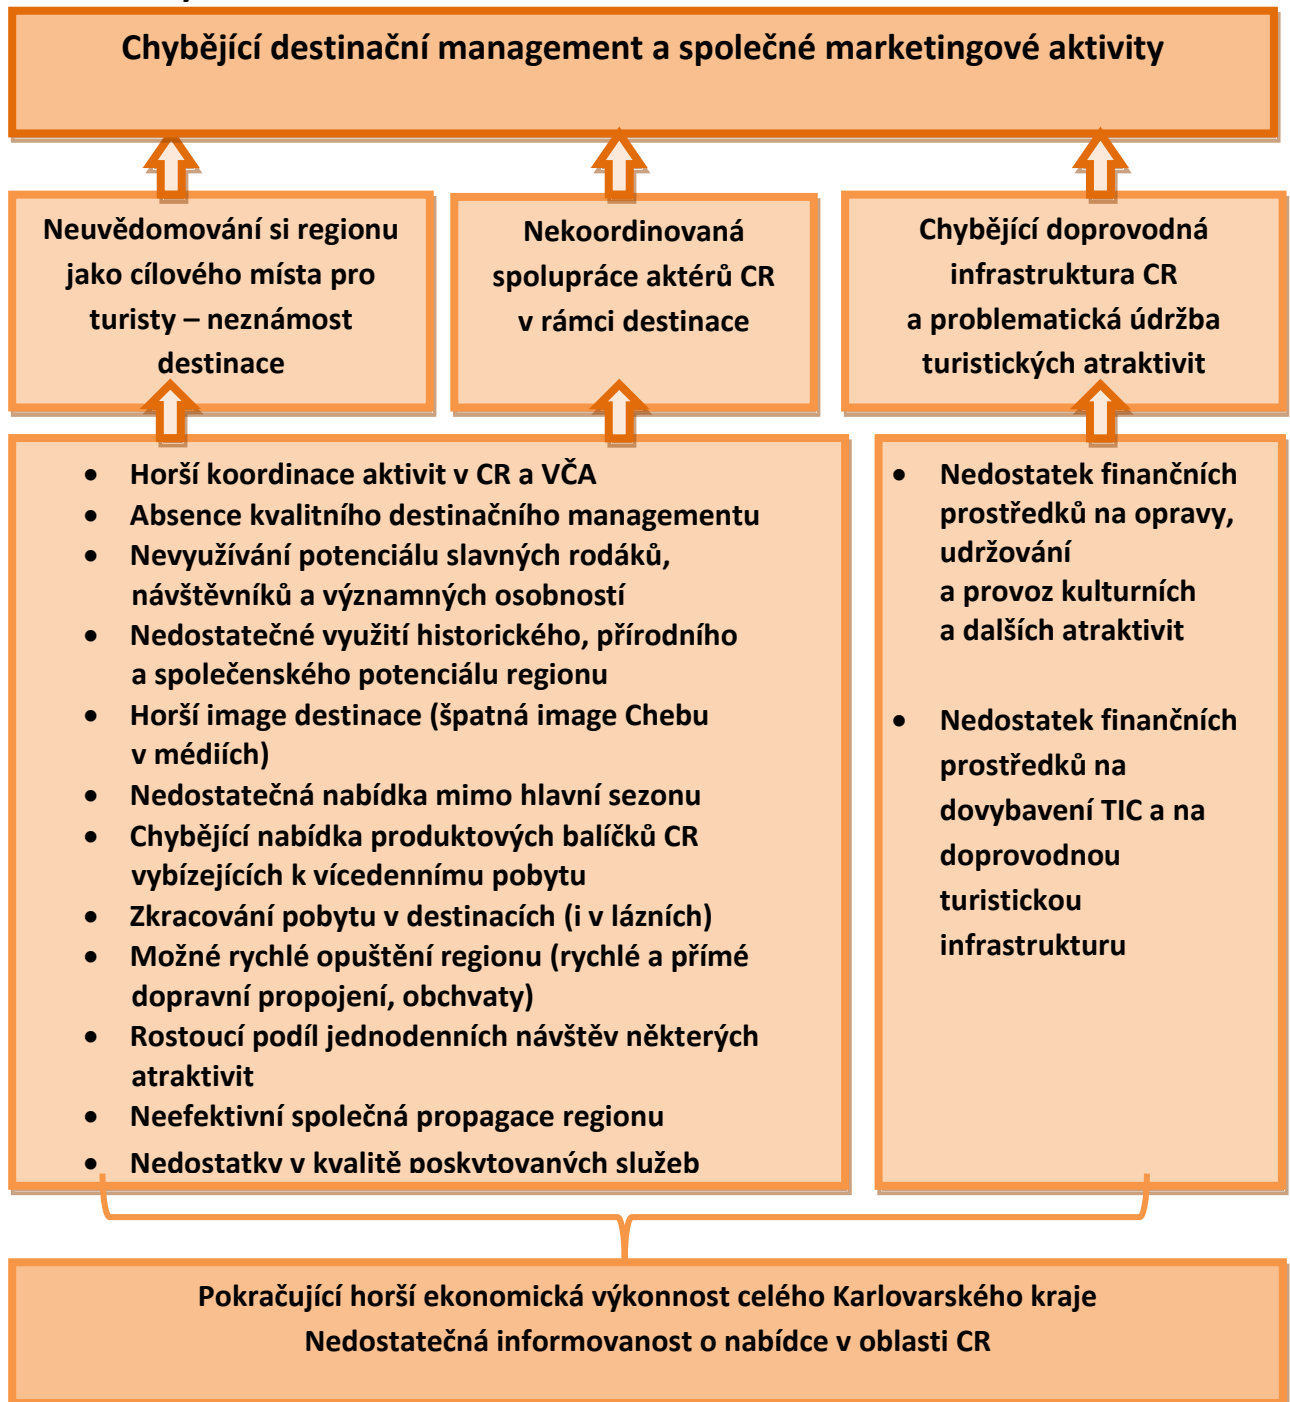 Chybějící destinační management a společné marketingové aktivity
Neuvědomování si regionu
jako cílového místa pro
turisty – neznámost
destinace
Nekoordinovaná
spolupráce aktérů CR
v rámci destinace
Chybějící doprovodná
infrastruktura CR
a problematická údržba
turistických atraktivit
• Horší koordinace aktivit v CR a VČA
• Absence kvalitního destinačního managementu
• Nevyužívání potenciálu slavných rodáků,
návštěvníků a významných osobností
• Nedostatečné využití historického, přírodního
a společenského potenciálu regionu
• Horší image destinace (špatná image Chebu
v médiích)
• Nedostatečná nabídka mimo hlavní sezonu
• Chybějící nabídka produktových balíčků CR
vybízejících k vícedennímu pobytu
• Zkracování pobytu v destinacích (i v lázních)
• Možné rychlé opuštění regionu (rychlé a přímé
dopravní propojení, obchvaty)
• Rostoucí podíl jednodenních návštěv některých
atraktivit
• Neefektivní společná propagace regionu
• Nedostatky v kvalitě poskytovaných služeb
• Nedostatek finančních
prostředků na opravy,
udržování
a provoz kulturních
a dalších atraktivit
• Nedostatek finančních
prostředků na
dovybavení TIC a na
doprovodnou
turistickou
infrastrukturu
Pokračující horší ekonomická výkonnost celého Karlovarského kraje
Nedostatečná informovanost o nabídce v oblasti CR